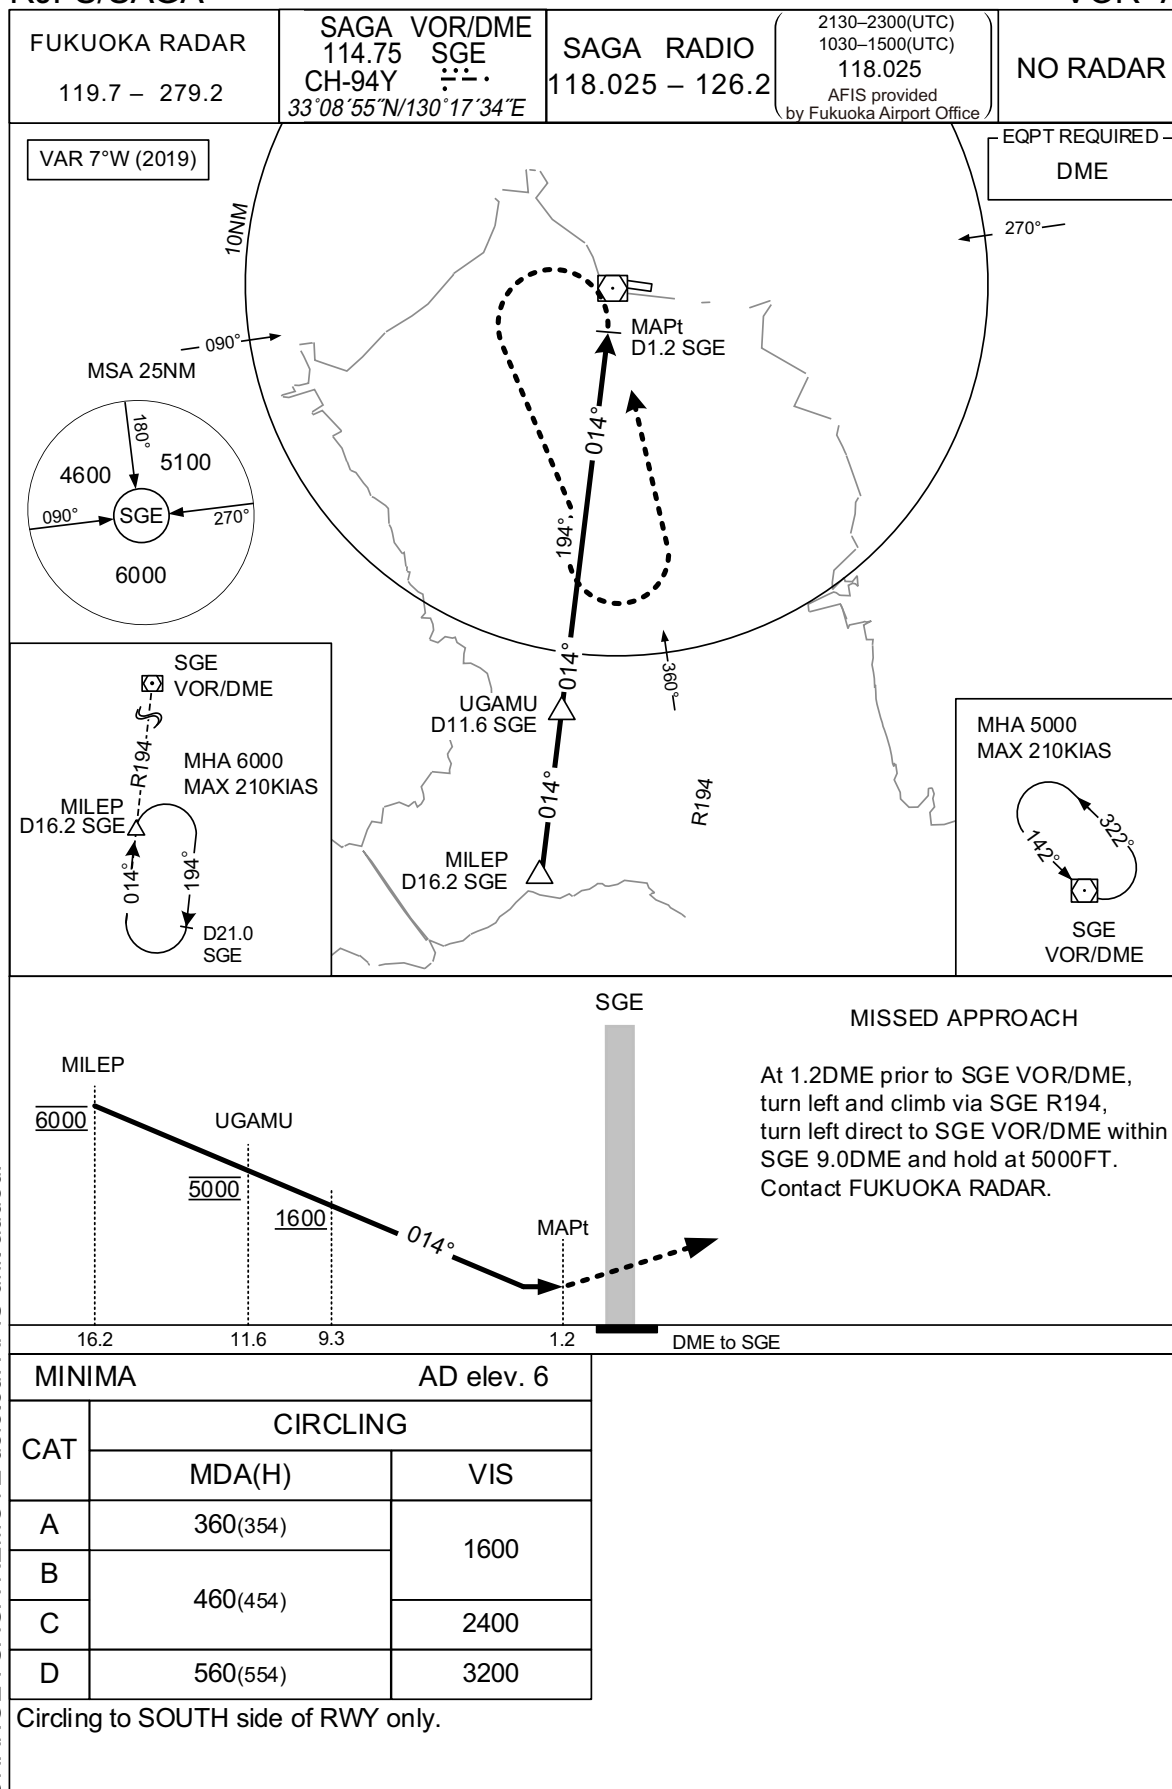 FUKUOKA RADAR
119.7 – 279.2
SAGA VOR/DME
114.75 SGE
CH-94Y
33°08´55˝N/130°17´34˝E
SAGA RADIO
118.025 – 126.2
2130–2300(UTC)
1030–1500(UTC)
118.025
AFIS provided
by Fukuoka Airport Office
NO RADAR
VAR 7°W (2019)
EQPT REQUIRED
DME
10NM
270°
090°
MAPt
D1.2 SGE
MSA 25NM
180°
4600
5100
090°
SGE
270°
6000
014°
194°
014°
360°
UGAMU
D11.6 SGE
014°
R194
MILEP
D16.2 SGE
SGE
VOR/DME
R194
MHA 6000
MAX 210KIAS
MILEP
D16.2 SGE
014°
194°
D21.0
SGE
MHA 5000
MAX 210KIAS
322°
142°
SGE
VOR/DME
SGE
MISSED APPROACH
At 1.2DME prior to SGE VOR/DME,
turn left and climb via SGE R194,
turn left direct to SGE VOR/DME within
SGE 9.0DME and hold at 5000FT.
Contact FUKUOKA RADAR.
MILEP
6000
UGAMU
5000
1600
014°
MAPt
16.2
11.6
9.3
1.2
DME to SGE
MINIMA AD elev. 6
CAT
CIRCLING
MDA(H)
VIS
A
360(354)
1600
B
460(454)
C
2400
D
560(554)
3200
Circling to SOUTH side of RWY only.